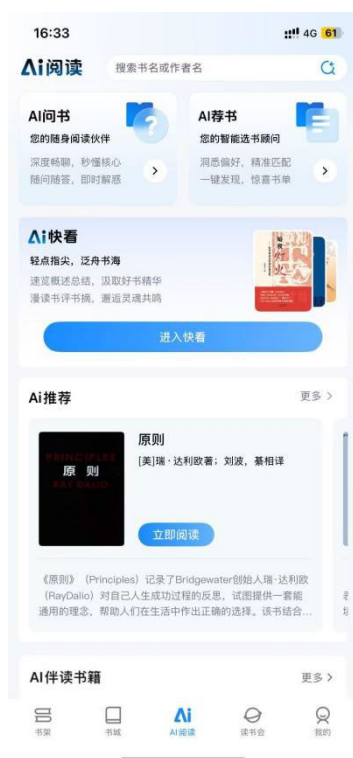 16:33
4G 61
Ai阅读
搜索书名或作者名
AI问书
您的随身阅读伙伴
深度畅聊，秒懂核心
随问随答，即时解惑
AI荐书
您的智能选书顾问
洞悉偏好，精准匹配
一键发现，惊喜书单
Ai快看
轻点指尖，泛舟书海
速览概述总结，汲取好书精华
漫读书评书摘，邂逅灵魂共鸣
进入快看
Ai推荐
更多
PRINCIPLES
原 则
RAY DALIO
原则
[美]瑞·达利欧著；刘波，綦相译
立即阅读
《原则》（Principles）记录了Bridgewater创始人瑞·达利欧
（RayDalio）对自己人生成功过程的反思，试图提供一套能
通用的理念，帮助人们在生活中作出正确的选择。该书结合...
AI伴读书籍
更多
书架
书城
Ai
AI阅读
读书会
我的